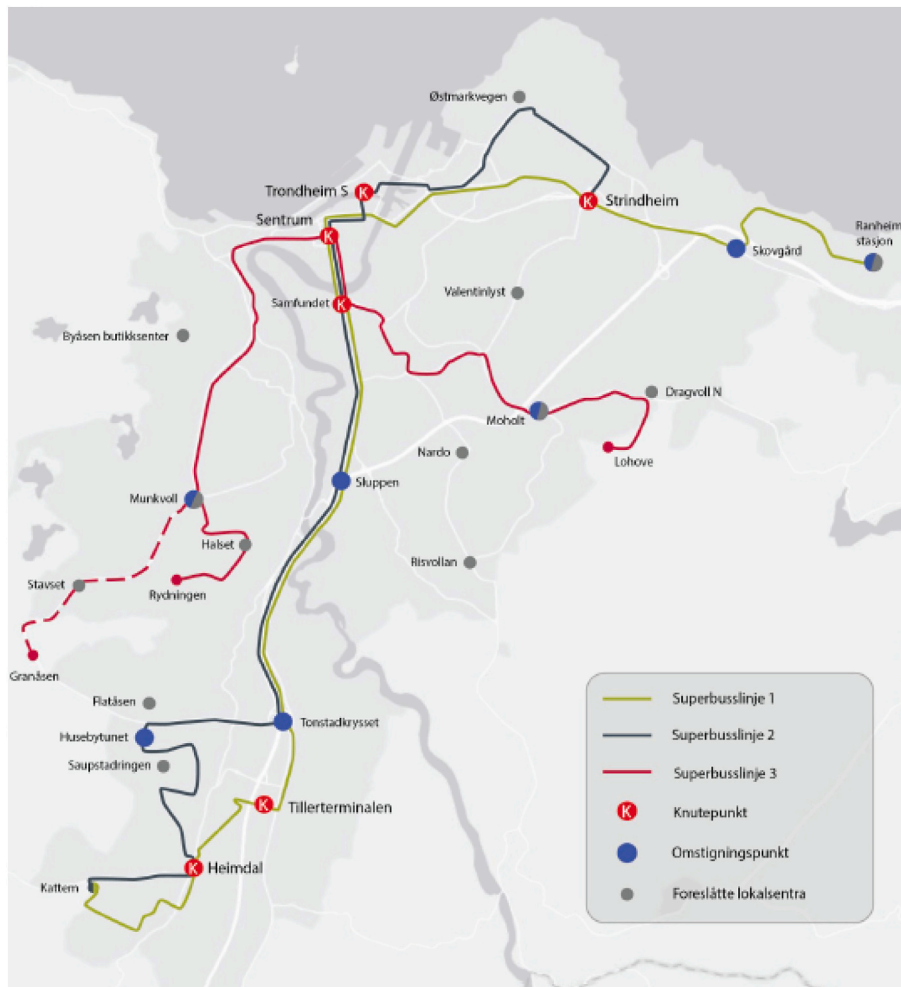 Østmarkvegen
Trondheim S
K
Strindheim
K
Sentrum
K
Ranheim
stasjon
Skovgård
Valentinlyst
Samfundet
K
Byåsen butikksenter
Dragvoll N
Moholt
Nardo
Lohove
Sluppen
Munkvoll
Halset
Risvollan
Stavset
Rydningen
Granåsen
Flatåsen
Tonstadkrysset
Husebytunet
Saupstadringen
K
Tillerterminalen
K
Heimdal
Kattem
Superbusslinje 1
Superbusslinje 2
Superbusslinje 3
K
Knutepunkt
Omstigningspunkt
Foreslåtte lokalsentra